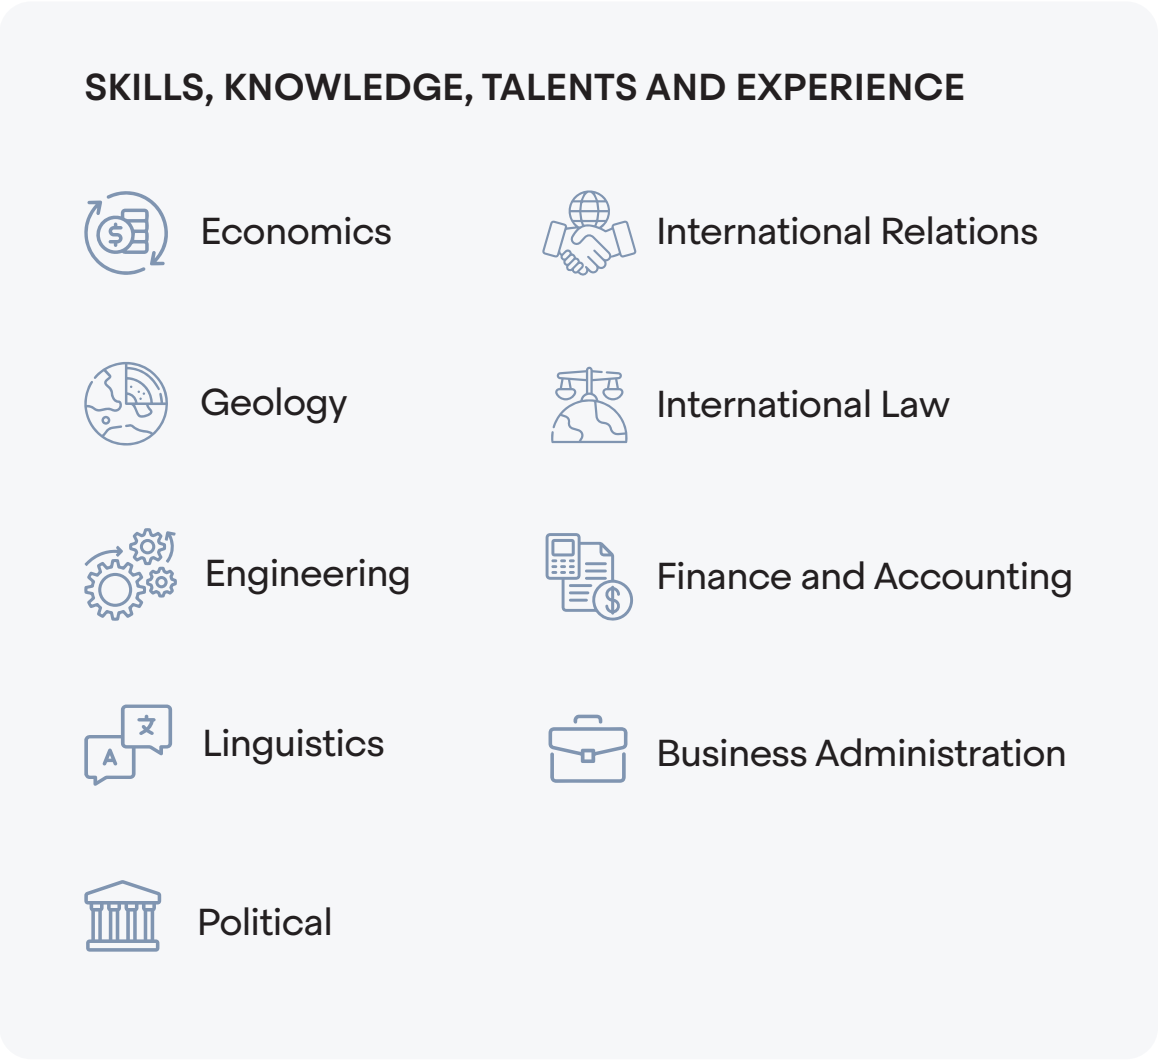 SKILLS, KNOWLEDGE, TALENTS AND EXPERIENCE
$
Economics
International Relations
Geology
International Law
Engineering
$
Finance and Accounting
文
A
Linguistics
Business Administration
Political